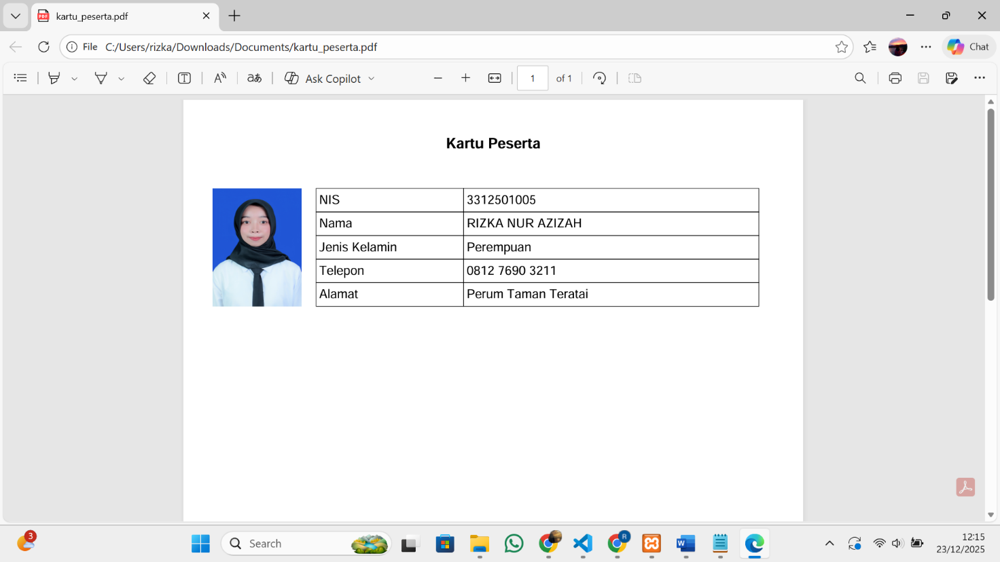 kartu_peserta.pdf
File C:/Users/rizka/Downloads/Documents/kartu_peserta.pdf
Chat
Ask Copilot
1 of 1
Kartu Peserta
NIS 3312501005
Nama RIZKA NUR AZIZAH
Jenis Kelamin Perempuan
Telepon 0812 7690 3211
Alamat Perum Taman Teratai
3
Search
R
12:15
23/12/2025